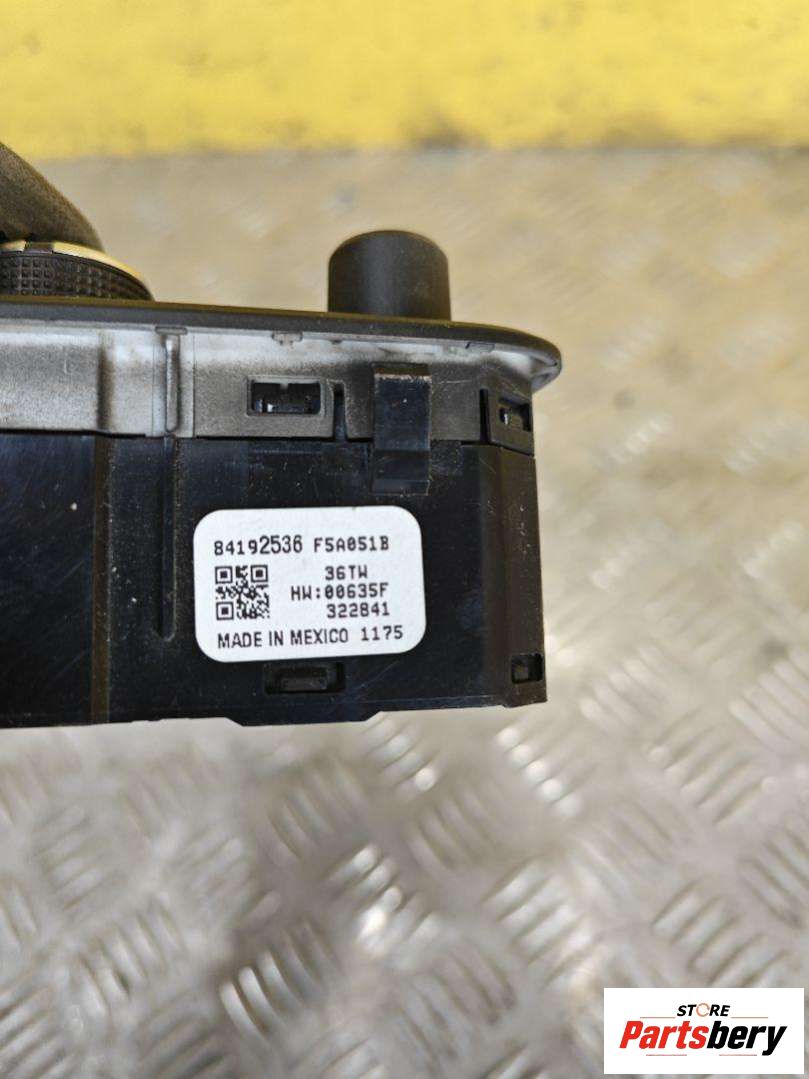 84192536 F5A051B
36TW
HW:00635F
322841
MADE IN MEXICO 1175
STORE
Partsbery